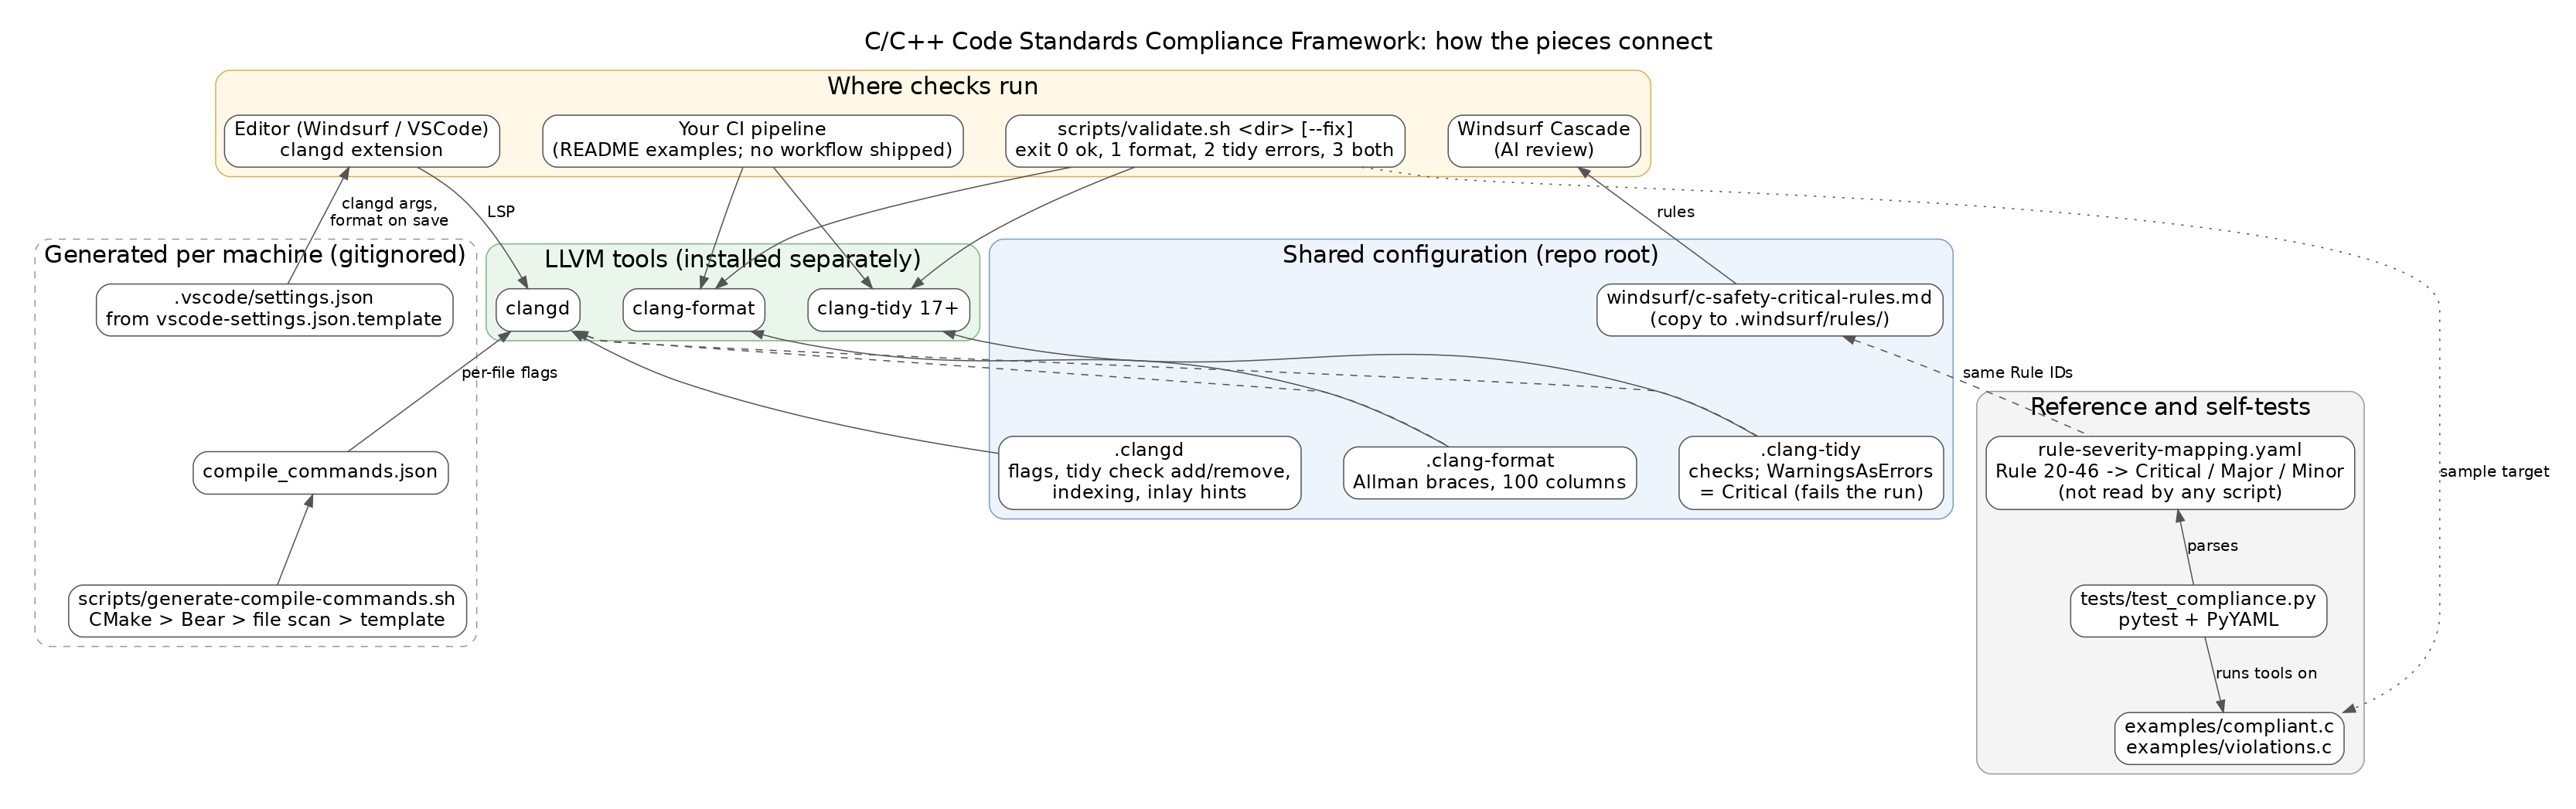 C/C++ Code Standards Compliance Framework: how the pieces connect
Where checks run
Editor (Windsurf / VSCode)
clangd extension
Your CI pipeline
(README examples; no workflow shipped)
scripts/validate.sh <dir> [--fix]
exit 0 ok, 1 format, 2 tidy errors, 3 both
Windsurf Cascade
(AI review)
clangd args,
format on save
LSP
rules
Generated per machine (gitignored)
.vscode/settings.json
from vscode-settings.json.template
LLVM tools (installed separately)
clangd
clang-format
clang-tidy 17+
Shared configuration (repo root)
windsurf/c-safety-critical-rules.md
(copy to .windsurf/rules/)
per-file flags
same Rule IDs
compile_commands.json
.clangd
flags, tidy check add/remove,
indexing, inlay hints
.clang-format
Allman braces, 100 columns
.clang-tidy
checks; WarningsAsErrors
= Critical (fails the run)
Reference and self-tests
rule-severity-mapping.yaml
Rule 20-46 -> Critical / Major / Minor
(not read by any script)
sample target
parses
scripts/generate-compile-commands.sh
CMake > Bear > file scan > template
tests/test_compliance.py
pytest + PyYAML
runs tools on
examples/compliant.c
examples/violations.c